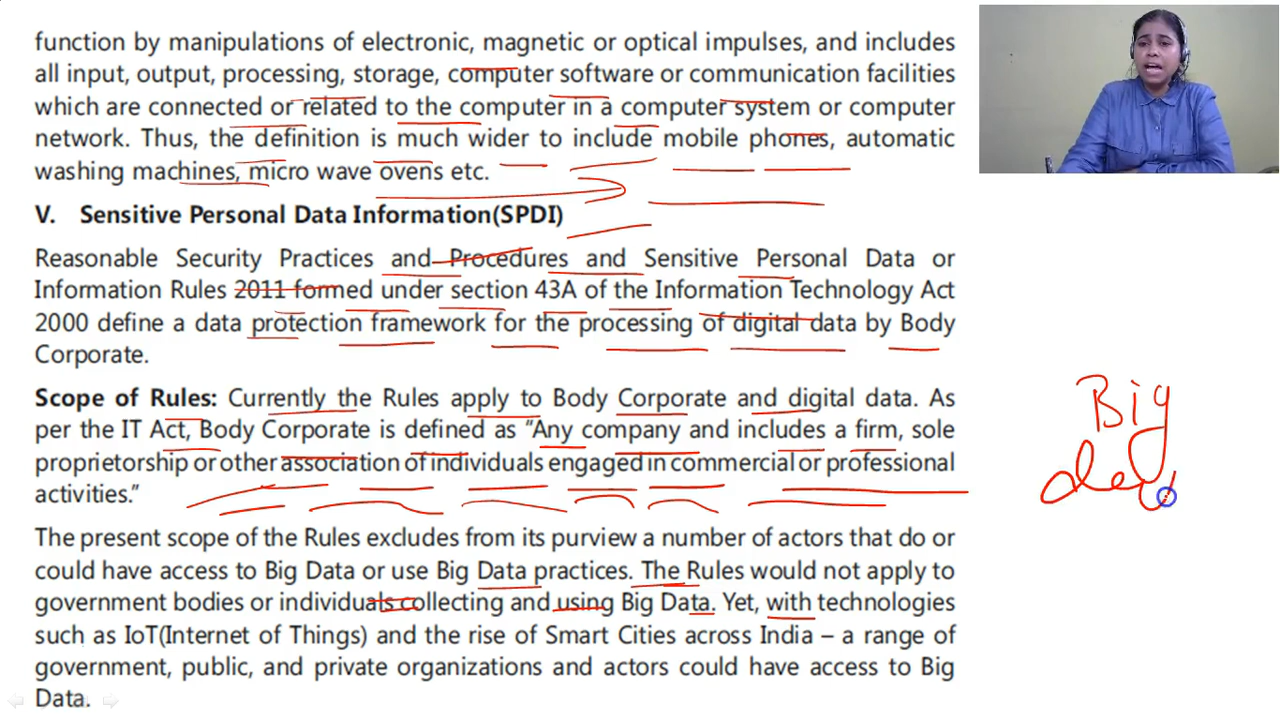 function by manipulations of electronic, magnetic or optical impulses, and includes
all input, output, processing, storage, computer software or communication facilities
which are connected or related to the computer in a computer system or computer
network. Thus, the definition is much wider to include mobile phones, automatic
washing machines, micro wave ovens etc.
V. Sensitive Personal Data Information(SPDI)
Reasonable Security Practices and Procedures and Sensitive Personal Data or
Information Rules 2011 formed under section 43A of the Information Technology Act
2000 define a data protection framework for the processing of digital data by Body
Corporate.
Scope of Rules: Currently the Rules apply to Body Corporate and digital data. As
per the IT Act, Body Corporate is defined as “Any company and includes a firm, sole
proprietorship or other association of individuals engaged in commercial or professional
activities.”
The present scope of the Rules excludes from its purview a number of actors that do or
could have access to Big Data or use Big Data practices. The Rules would not apply to
government bodies or individuals collecting and using Big Data. Yet, with technologies
such as IoT(Internet of Things) and the rise of Smart Cities across India – a range of
government, public, and private organizations and actors could have access to Big
Data.
Big